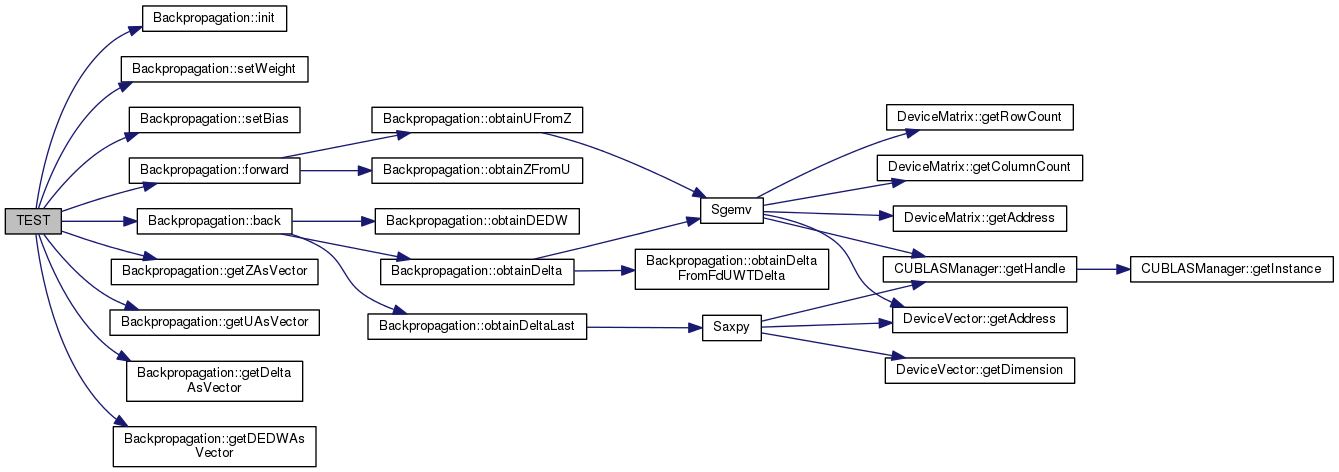 TEST
Backpropagation::init
Backpropagation::setWeight
Backpropagation::setBias
Backpropagation::forward
Backpropagation::back
Backpropagation::getZAsVector
Backpropagation::getUAsVector
Backpropagation::getDelta
AsVector
Backpropagation::getDEDWAs
Vector
Backpropagation::obtainUFromZ
Backpropagation::obtainZFromU
Backpropagation::obtainDEDW
Backpropagation::obtainDelta
Backpropagation::obtainDeltaLast
Backpropagation::obtainDelta
FromFdUWTDelta
Sgemv
Saxpy
DeviceMatrix::getRowCount
DeviceMatrix::getColumnCount
DeviceMatrix::getAddress
CUBLASManager::getHandle
DeviceVector::getAddress
DeviceVector::getDimension
CUBLASManager::getInstance